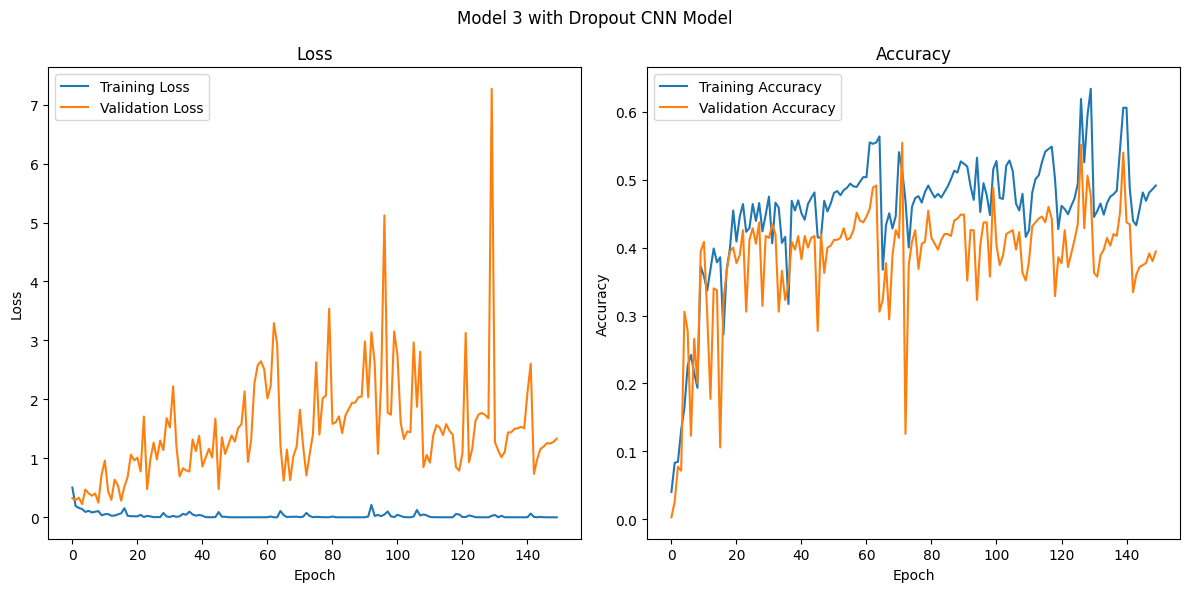 Model 3 with Dropout CNN Model
Loss
Training Loss
Validation Loss
7
6
5
4
3
2
1
0
Loss
0 20 40 60 80 100 120 140
Epoch
Accuracy
Training Accuracy
Validation Accuracy
0.6
0.5
0.4
0.3
0.2
0.1
0.0
Accuracy
0 20 40 60 80 100 120 140
Epoch